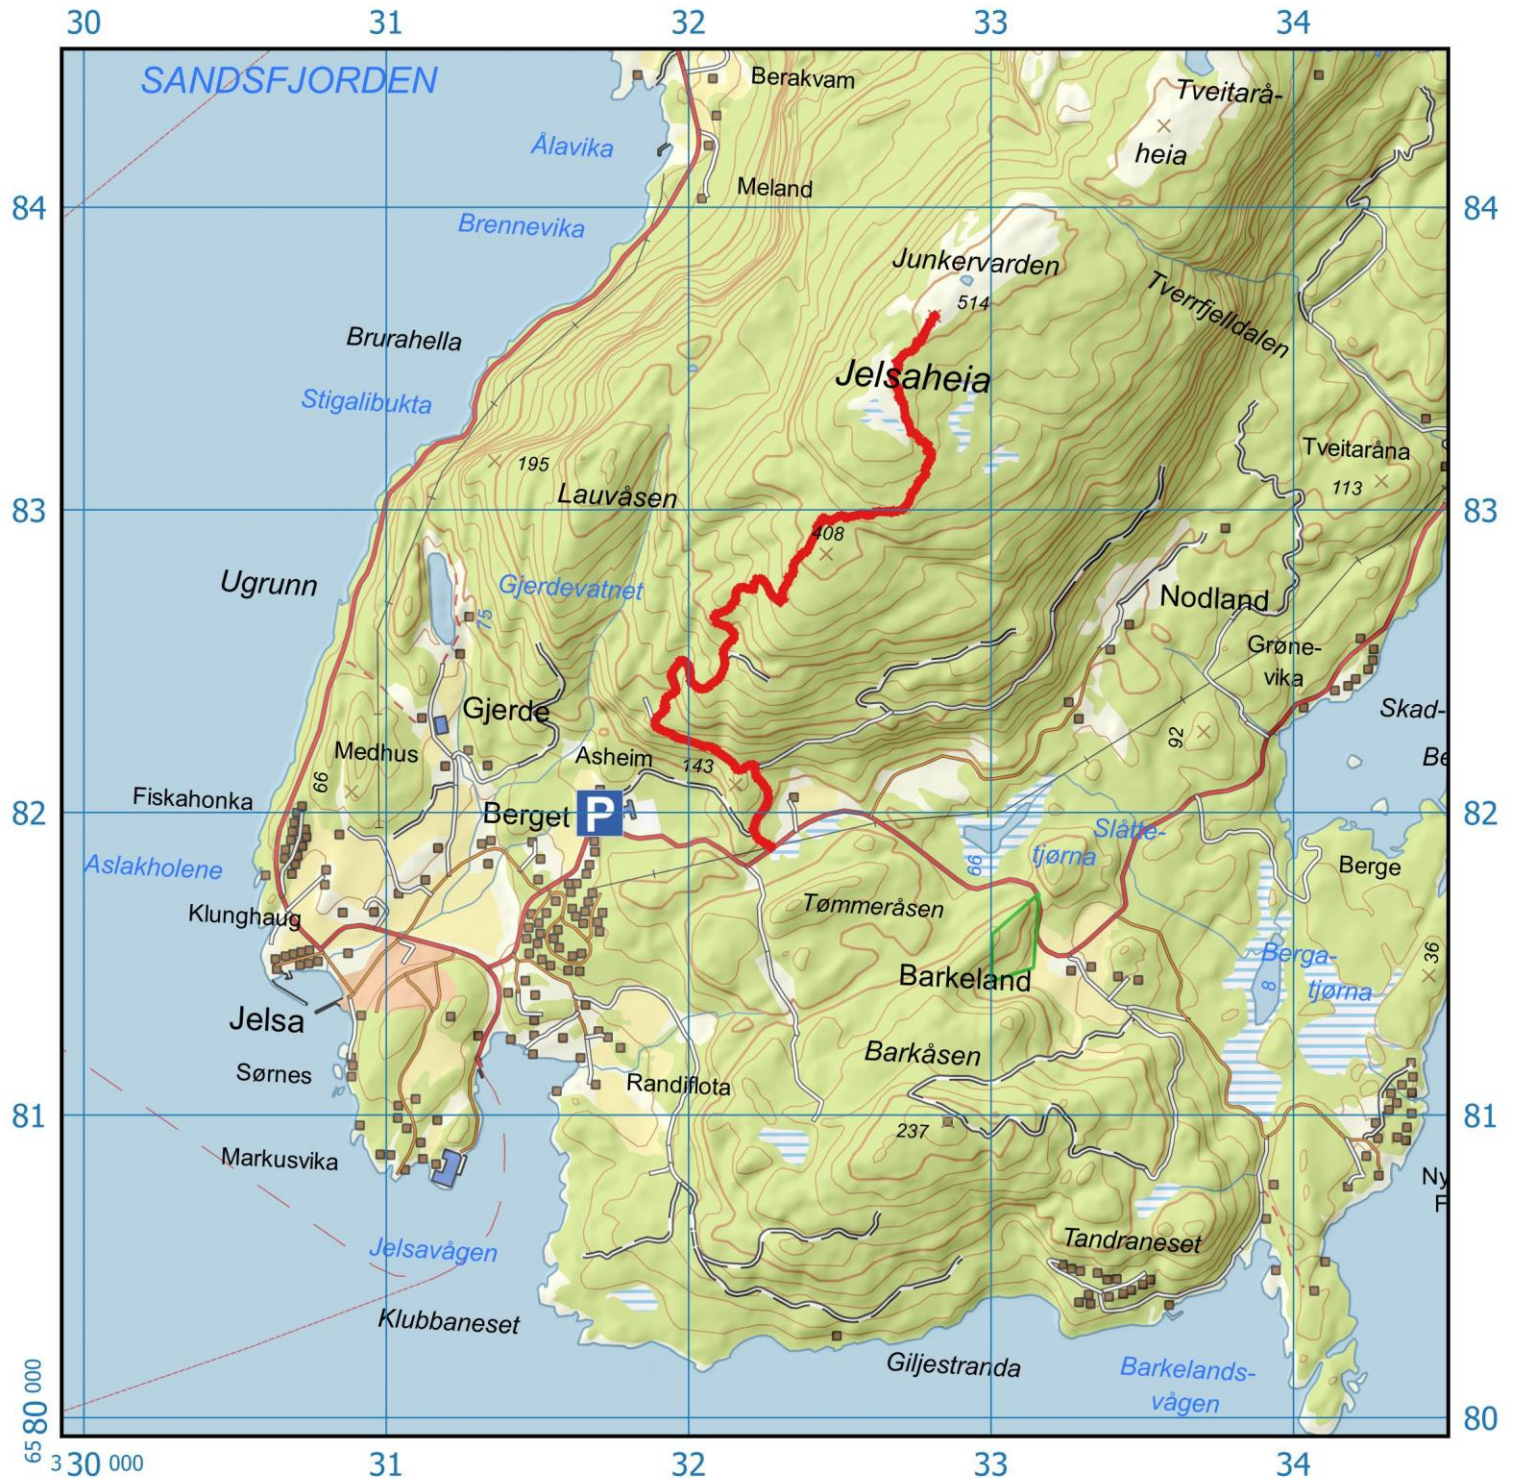 30 31 32 33 34
SANDSFJORDEN
Berakvam
Tveitarå-
heia
Ålavika
Meland
84
84
Brennevika
Junkervarden
514
Tverrfjelldalen
Brurahella
Jelsaheia
Stigalibukta
Tveitaråna
113
195
Lauvåsen
83
83
408
Ugrunn
Gjerdevatnet
75
Nodland
Grøne-
vika
Gjerde
Skad-
Be
92
Medhus
Asheim
143
66
Fiskahonka
Berget
P
82
82
Slåtte-
tjørna
66
Aslakholene
Berge
Klunghaug
Tømmeråsen
Barkeland
Berga-
tjørna
8
36
Jelsa
Barkåsen
Sørnes
Randiflota
81
81
237
Markusvika
Ny
F
Jelsavågen
Tandraneset
Klubbaneset
Giljestranda
Barkelands-
vågen
65 80 000
80
3 30 000 31 32 33 34